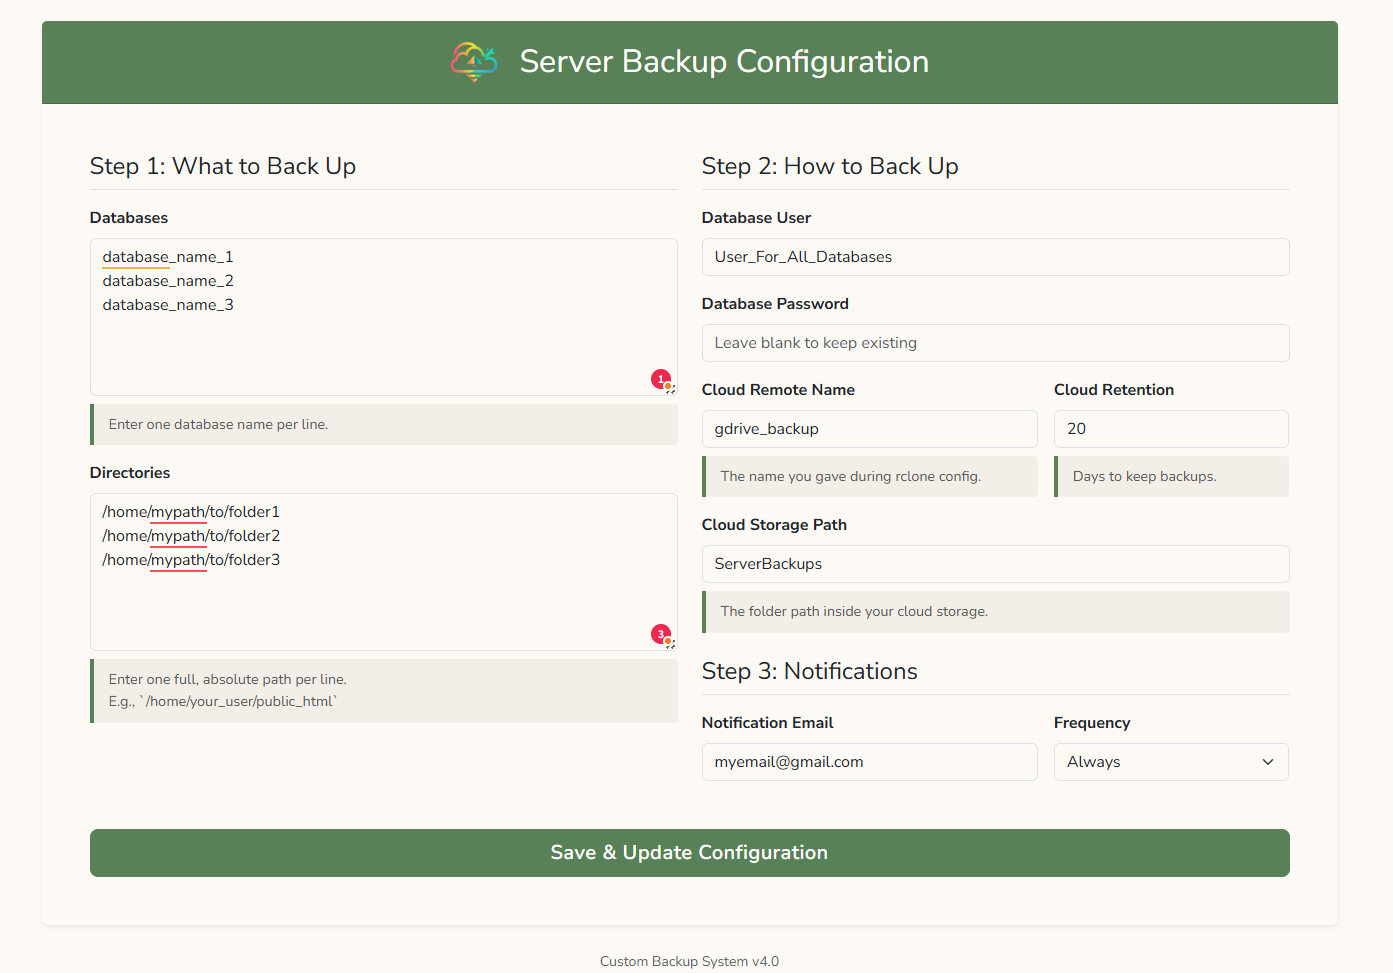 Server Backup Configuration
Step 1: What to Back Up
Databases
database_name_1
database_name_2
database_name_3
1
Enter one database name per line.
Directories
/home/mypath/to/folder1
/home/mypath/to/folder2
/home/mypath/to/folder3
3
Enter one full, absolute path per line.
E.g., `/home/your_user/public_html`
Step 2: How to Back Up
Database User
User_For_All_Databases
Database Password
Leave blank to keep existing
Cloud Remote Name
gdrive_backup
The name you gave during rclone config.
Cloud Retention
20
Days to keep backups.
Cloud Storage Path
ServerBackups
The folder path inside your cloud storage.
Step 3: Notifications
Notification Email
myemail@gmail.com
Frequency
Always
Save & Update Configuration
Custom Backup System v4.0